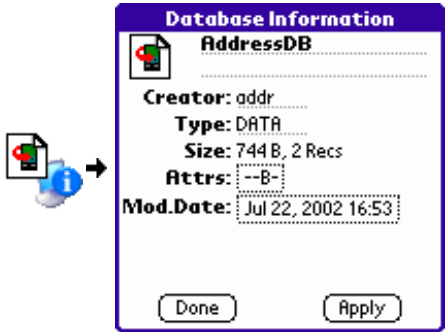 Database Information
AddressDB
Creator: addr
Type: DATA
Size: 744 B, 2 Recs
Attrs: --B-
Mod.Date: Jul 22, 2002 16:53
Done Apply